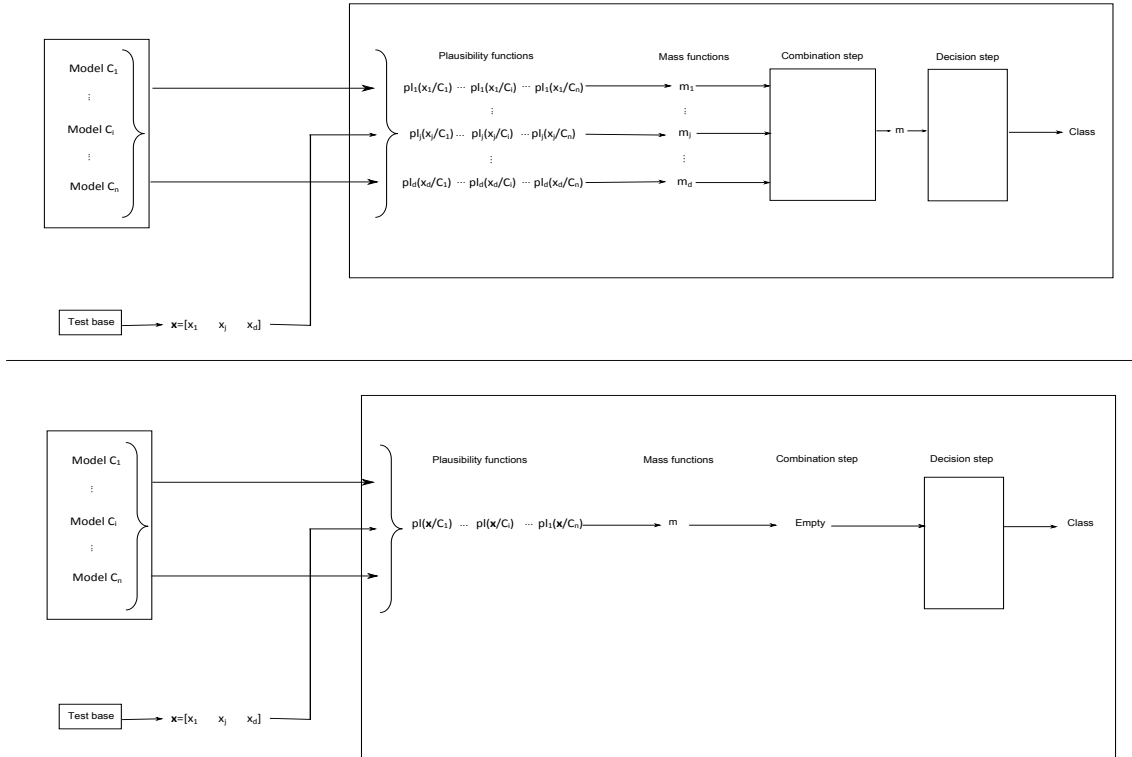 Plausibility functions Mass functions Combination step Decision step
Model C₁
pl₁(x₁/C₁) ... pl₁(x₁/Cᵢ) ... pl₁(x₁/Cₙ) m₁
⋮ ⋮ ⋮
Model Cᵢ
plⱼ(xⱼ/C₁) ... plⱼ(xⱼ/Cᵢ) ... plⱼ(xⱼ/Cₙ) mⱼ m Class
⋮ ⋮ ⋮
Model Cₙ
pl_d(x_d/C₁) ... pl_d(x_d/Cᵢ) ... pl_d(x_d/Cₙ) m_d
Test base x=[x₁ xⱼ x_d]
Plausibility functions Mass functions Combination step Decision step
Model C₁
⋮
Model Cᵢ
pl(x/C₁) ... pl(x/Cᵢ) ... pl₁(x/Cₙ) m Empty Class
⋮
Model Cₙ
Test base x=[x₁ xⱼ x_d]